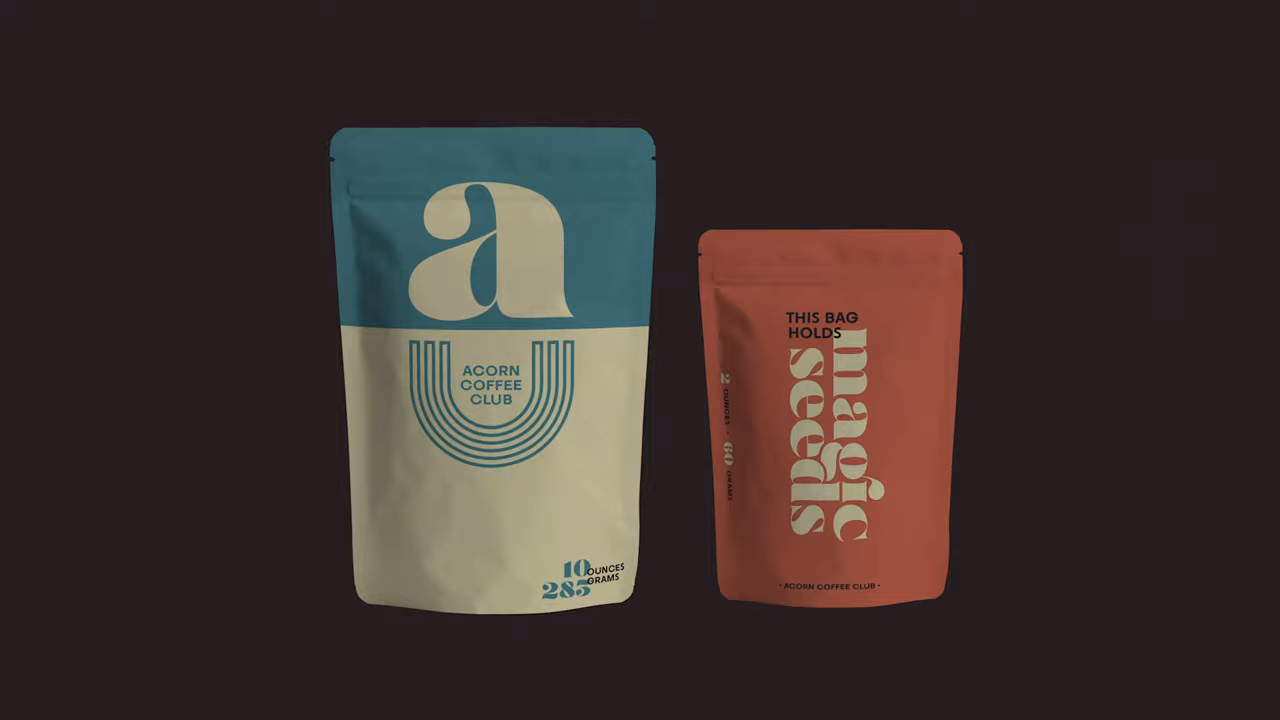 a
ACORN
COFFEE
CLUB
10 OUNCES
285 GRAMS
THIS BAG
HOLDS
magic
seeds
2 OUNCES · 60 GRAMS
· ACORN COFFEE CLUB ·